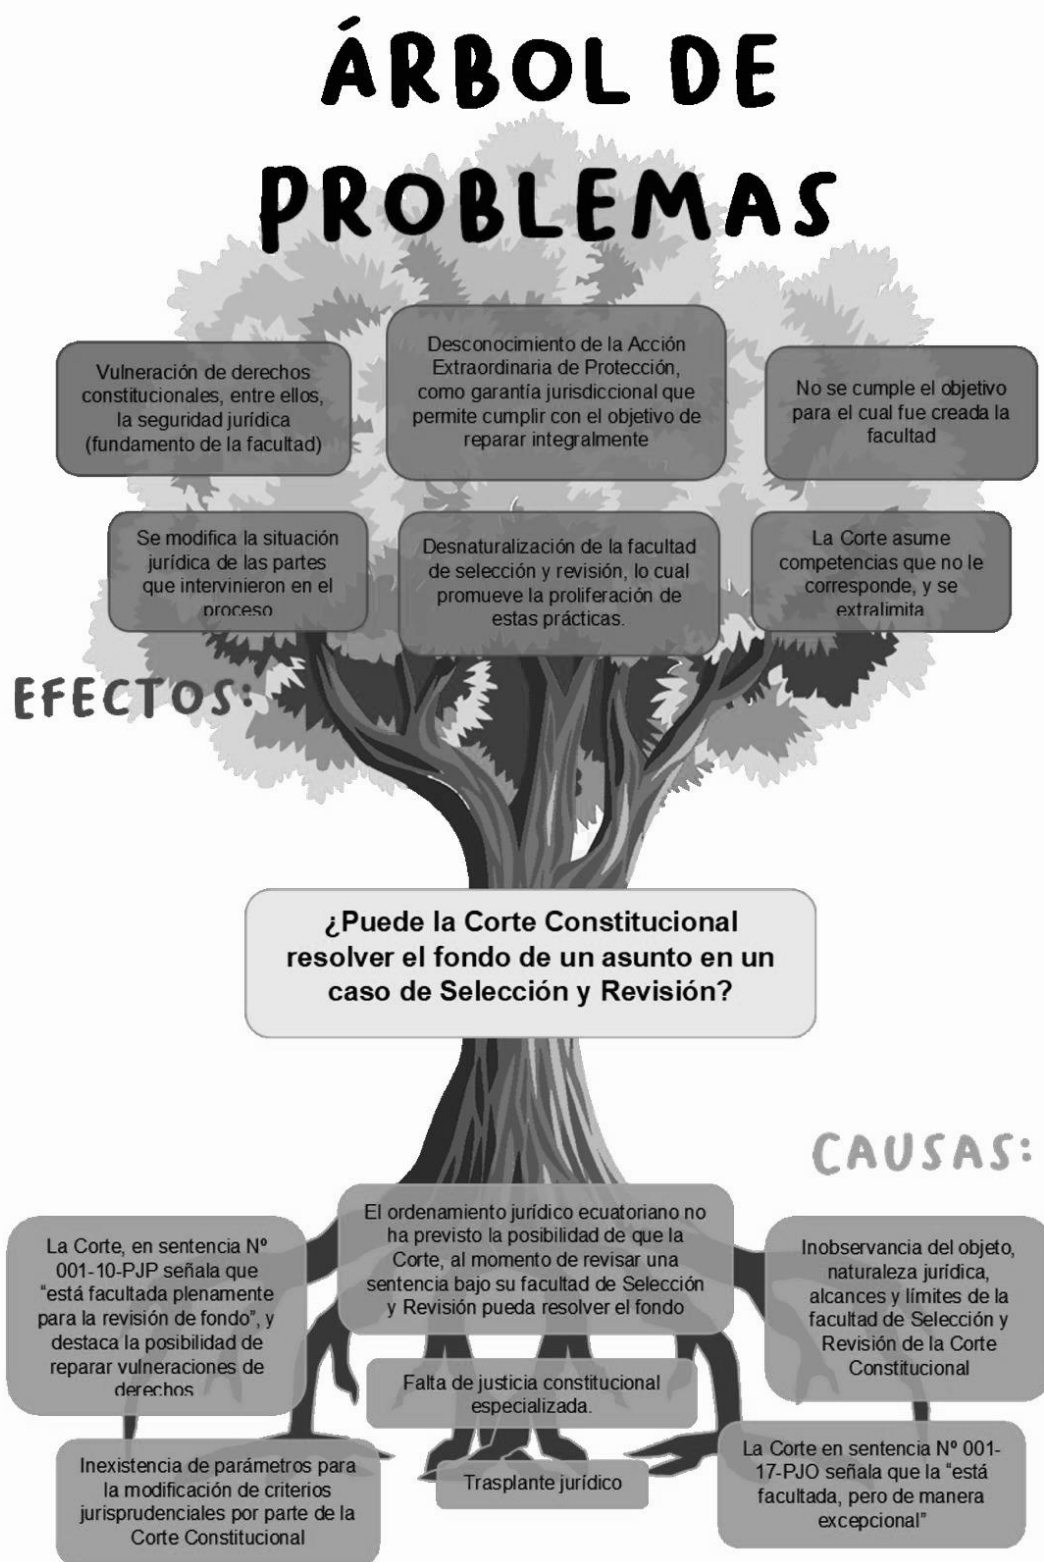 ÁRBOL DE
PROBLEMAS
Vulneración de derechos
constitucionales, entre ellos,
la seguridad jurídica
(fundamento de la facultad)
Desconocimiento de la Acción
Extraordinaria de Protección,
como garantía jurisdiccional que
permite cumplir con el objetivo de
reparar integralmente
No se cumple el objetivo
para el cual fue creada la
facultad
Se modifica la situación
jurídica de las partes
que intervinieron en el
proceso
Desnaturalización de la facultad
de selección y revisión, lo cual
promueve la proliferación de
estas prácticas.
La Corte asume
competencias que no le
corresponde, y se
extralimita
EFECTOS:
¿Puede la Corte Constitucional
resolver el fondo de un asunto en un
caso de Selección y Revisión?
CAUSAS:
La Corte, en sentencia Nº
001-10-PJP señala que
“está facultada plenamente
para la revisión de fondo”, y
destaca la posibilidad de
reparar vulneraciones de
derechos
El ordenamiento jurídico ecuatoriano no
ha previsto la posibilidad de que la
Corte, al momento de revisar una
sentencia bajo su facultad de Selección
y Revisión pueda resolver el fondo
Inobservancia del objeto,
naturaleza jurídica,
alcances y límites de la
facultad de Selección y
Revisión de la Corte
Constitucional
Falta de justicia constitucional
especializada.
Inexistencia de parámetros para
la modificación de criterios
jurisprudenciales por parte de la
Corte Constitucional
Trasplante jurídico
La Corte en sentencia Nº 001-
17-PJO señala que la “está
facultada, pero de manera
excepcional”